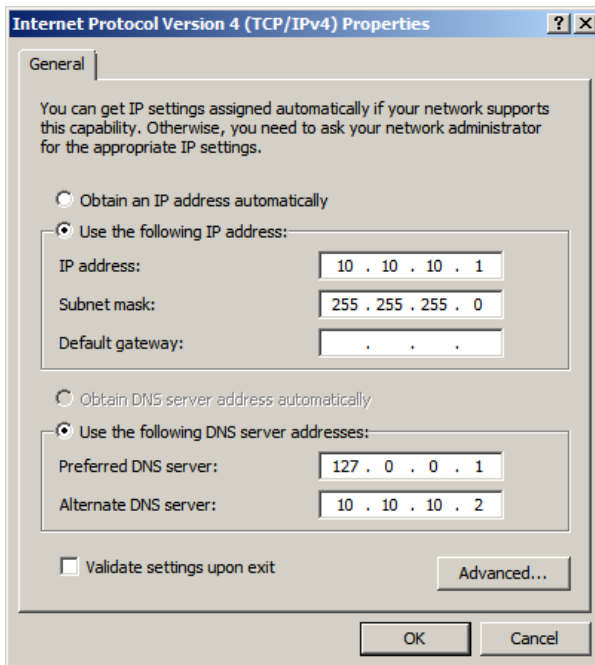 Internet Protocol Version 4 (TCP/IPv4) Properties
General
You can get IP settings assigned automatically if your network supports
this capability. Otherwise, you need to ask your network administrator
for the appropriate IP settings.
Obtain an IP address automatically
Use the following IP address:
IP address: 10 . 10 . 10 . 1
Subnet mask: 255 . 255 . 255 . 0
Default gateway: . . .
Obtain DNS server address automatically
Use the following DNS server addresses:
Preferred DNS server: 127 . 0 . 0 . 1
Alternate DNS server: 10 . 10 . 10 . 2
Validate settings upon exit
Advanced...
OK Cancel